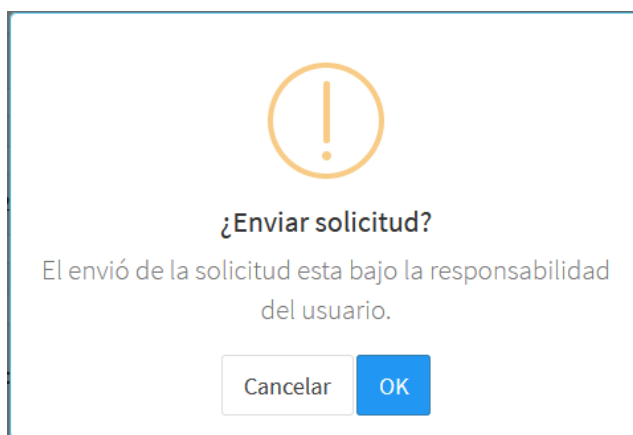 ¿Enviar solicitud?
El envió de la solicitud esta bajo la responsabilidad
del usuario.
Cancelar
OK